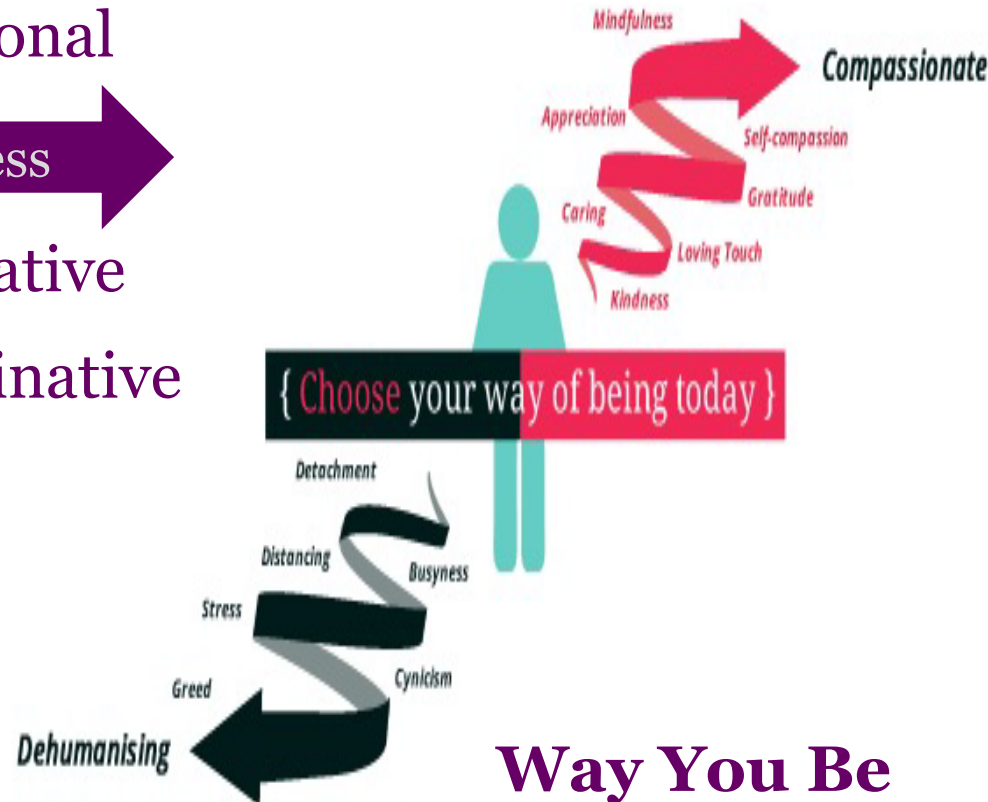 onal
ess
ative
inative
Mindfulness
Compassionate
Appreciation
Self-compassion
Gratitude
Caring
Loving Touch
Kindness
{ Choose your way of being today }
Detachment
Distancing
Busyness
Stress
Cynicism
Greed
Dehumanising
Way You Be